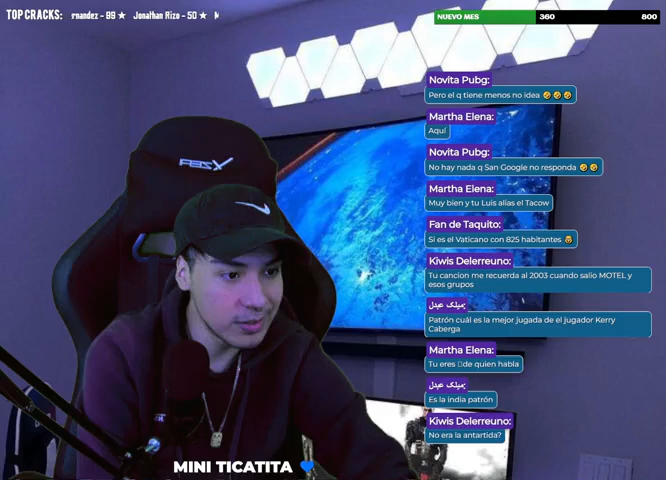 TOP CRACKS: rnandez - 99 ★ Jonathan Rizo - 50 ★
NUEVO MES 360 800
Novita Pubg:
Pero el q tiene menos no idea 🤣🤣🤣
Martha Elena:
Aquí
Novita Pubg:
No hay nada q San Google no responda 🤣🤣
Martha Elena:
Muy bien y tu Luis alias el Tacow
Fan de Taquito:
Si es el Vaticano con 825 habitantes
Kiwis Delerreuno:
Tu cancion me recuerda al 2003 cuando salio MOTEL y
esos grupos
Patrón cuál es la mejor jugada de el jugador Kerry
Caberga
Martha Elena:
Tu eres de quien habla
Es la india patrón
Kiwis Delerreuno:
No era la antartida?
MINI TICATITA 💙